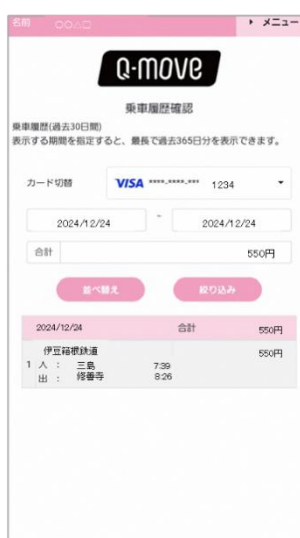 名前 ○○△□ ▶ メニュー
Q-move
乗車履歴確認
乗車履歴(過去30日間)
表示する期間を指定すると、最長で過去365日分を表示できます。
カード切替 VISA ****-****-*** 1234
2024/12/24 ~ 2024/12/24
合計 550円
並べ替え 絞り込み
2024/12/24 合計 550円
伊豆箱根鉄道 550円
1 入 : 三島 7:39
出 : 修善寺 8:26